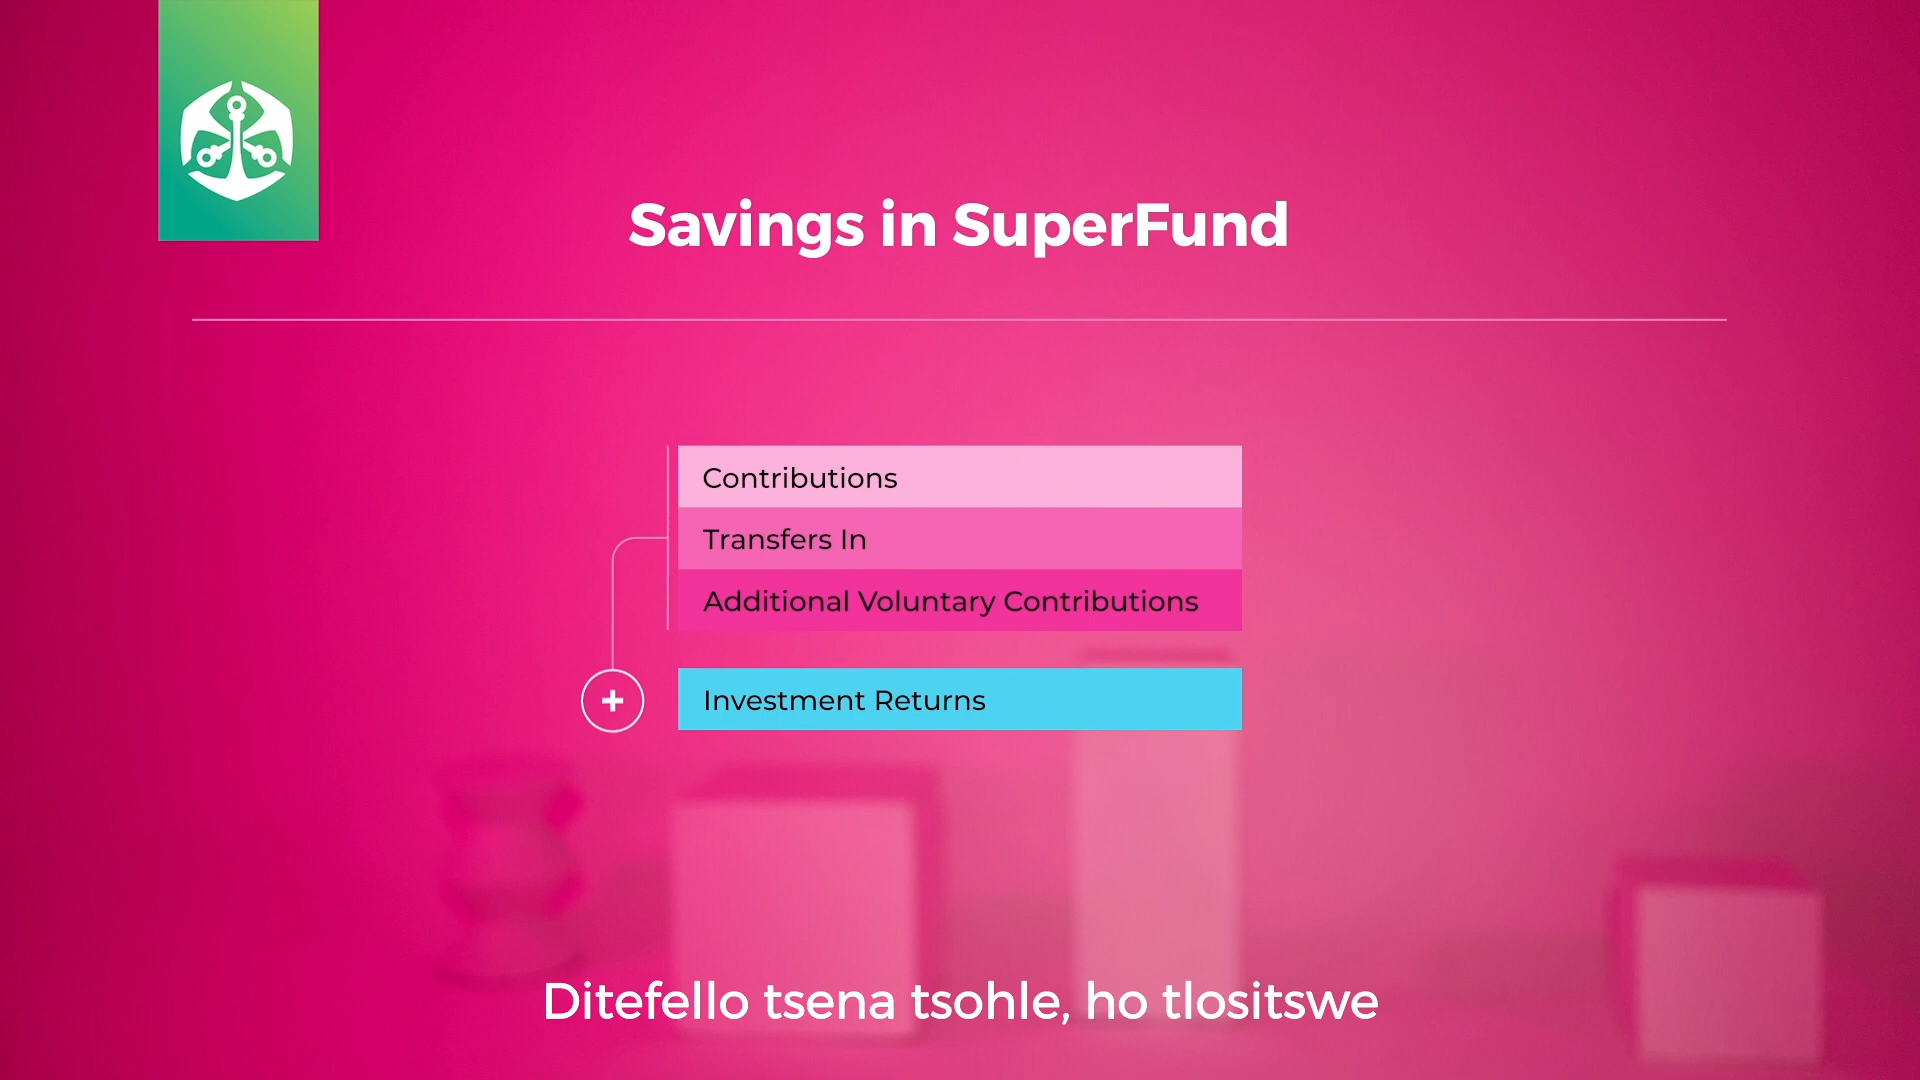 Savings in SuperFund
Contributions
Transfers In
Additional Voluntary Contributions
+
Investment Returns
Ditefello tsena tsohle, ho tlositswe